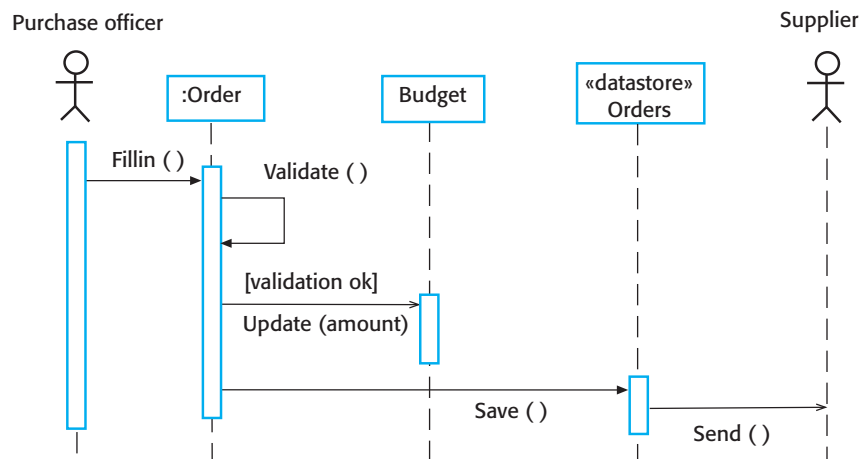 Purchase officer
Supplier
:Order
Budget
«datastore»
Orders
Fillin ( )
Validate ( )
[validation ok]
Update (amount)
Save ( )
Send ( )